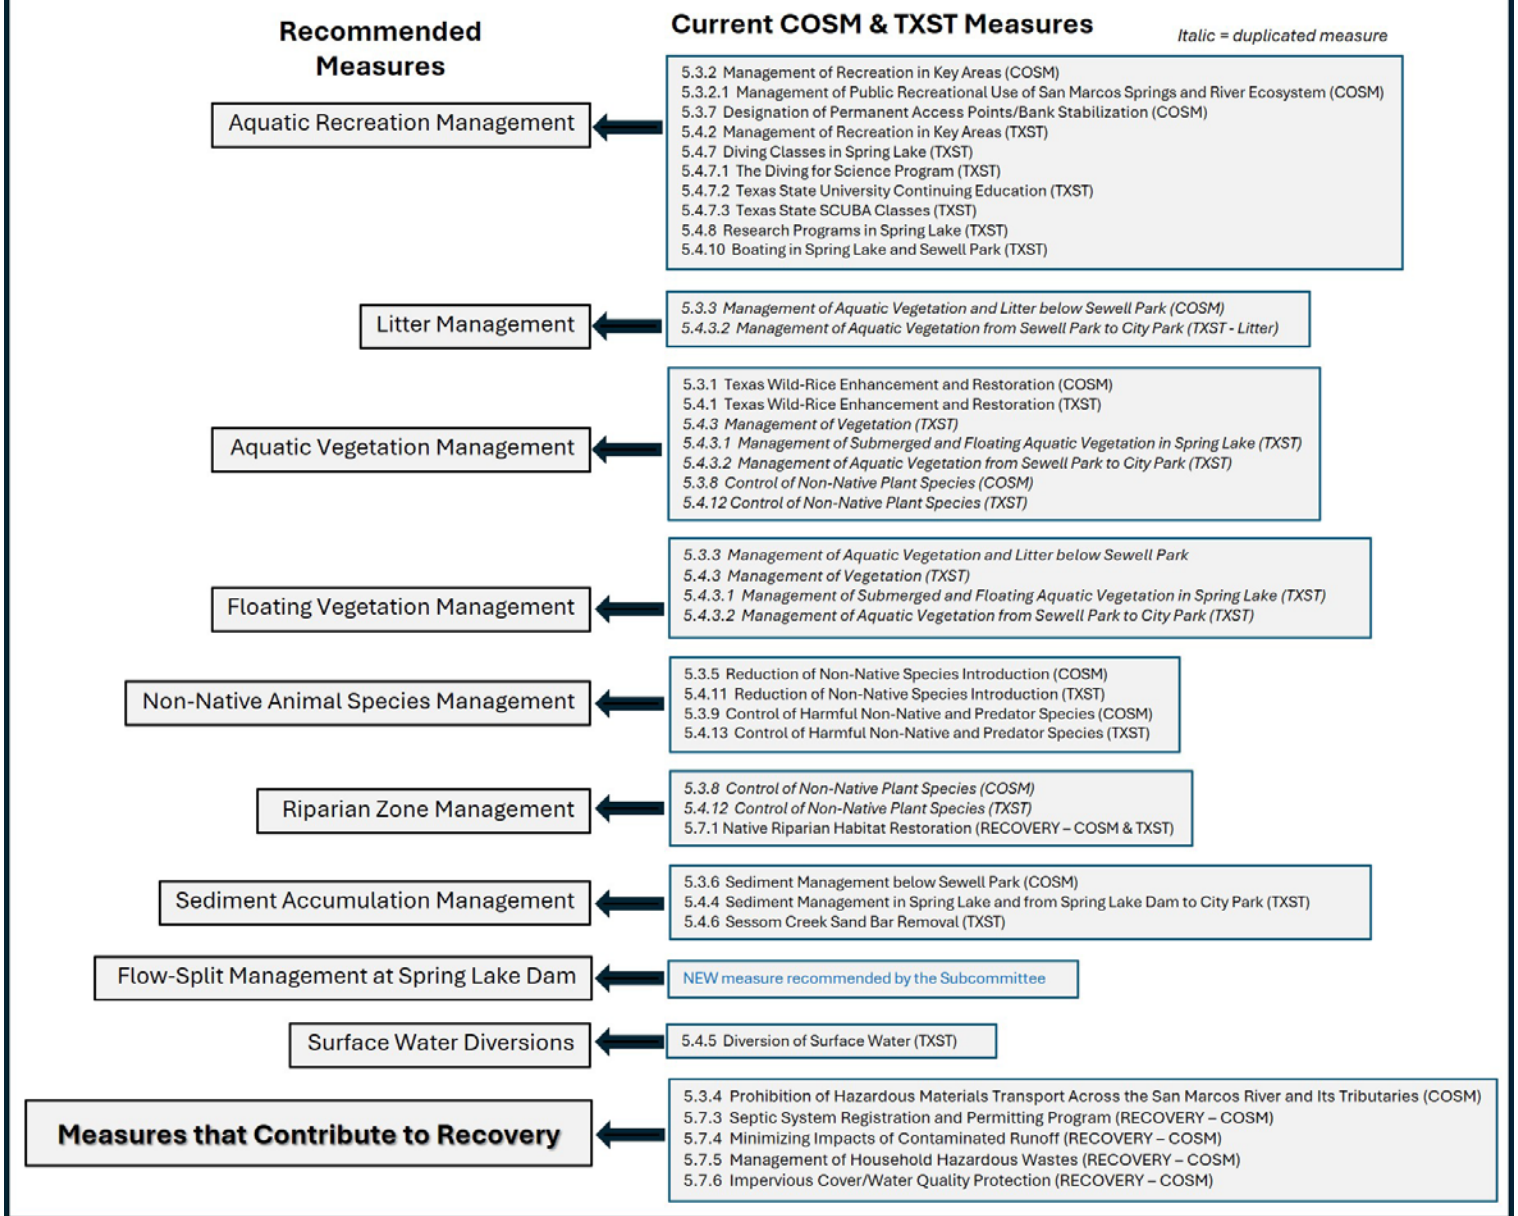 Recommended
Measures
Current COSM & TXST Measures
Italic = duplicated measure
Aquatic Recreation Management
5.3.2 Management of Recreation in Key Areas (COSM)
5.3.2.1 Management of Public Recreational Use of San Marcos Springs and River Ecosystem (COSM)
5.3.7 Designation of Permanent Access Points/Bank Stabilization (COSM)
5.4.2 Management of Recreation in Key Areas (TXST)
5.4.7 Diving Classes in Spring Lake (TXST)
5.4.7.1 The Diving for Science Program (TXST)
5.4.7.2 Texas State University Continuing Education (TXST)
5.4.7.3 Texas State SCUBA Classes (TXST)
5.4.8 Research Programs in Spring Lake (TXST)
5.4.10 Boating in Spring Lake and Sewell Park (TXST)
Litter Management
5.3.3 Management of Aquatic Vegetation and Litter below Sewell Park (COSM)
5.4.3.2 Management of Aquatic Vegetation from Sewell Park to City Park (TXST - Litter)
Aquatic Vegetation Management
5.3.1 Texas Wild-Rice Enhancement and Restoration (COSM)
5.4.1 Texas Wild-Rice Enhancement and Restoration (TXST)
5.4.3 Management of Vegetation (TXST)
5.4.3.1 Management of Submerged and Floating Aquatic Vegetation in Spring Lake (TXST)
5.4.3.2 Management of Aquatic Vegetation from Sewell Park to City Park (TXST)
5.3.8 Control of Non-Native Plant Species (COSM)
5.4.12 Control of Non-Native Plant Species (TXST)
Floating Vegetation Management
5.3.3 Management of Aquatic Vegetation and Litter below Sewell Park
5.4.3 Management of Vegetation (TXST)
5.4.3.1 Management of Submerged and Floating Aquatic Vegetation in Spring Lake (TXST)
5.4.3.2 Management of Aquatic Vegetation from Sewell Park to City Park (TXST)
Non-Native Animal Species Management
5.3.5 Reduction of Non-Native Species Introduction (COSM)
5.4.11 Reduction of Non-Native Species Introduction (TXST)
5.3.9 Control of Harmful Non-Native and Predator Species (COSM)
5.4.13 Control of Harmful Non-Native and Predator Species (TXST)
Riparian Zone Management
5.3.8 Control of Non-Native Plant Species (COSM)
5.4.12 Control of Non-Native Plant Species (TXST)
5.7.1 Native Riparian Habitat Restoration (RECOVERY – COSM & TXST)
Sediment Accumulation Management
5.3.6 Sediment Management below Sewell Park (COSM)
5.4.4 Sediment Management in Spring Lake and from Spring Lake Dam to City Park (TXST)
5.4.6 Sessom Creek Sand Bar Removal (TXST)
Flow-Split Management at Spring Lake Dam
NEW measure recommended by the Subcommittee
Surface Water Diversions
5.4.5 Diversion of Surface Water (TXST)
Measures that Contribute to Recovery
5.3.4 Prohibition of Hazardous Materials Transport Across the San Marcos River and Its Tributaries (COSM)
5.7.3 Septic System Registration and Permitting Program (RECOVERY – COSM)
5.7.4 Minimizing Impacts of Contaminated Runoff (RECOVERY – COSM)
5.7.5 Management of Household Hazardous Wastes (RECOVERY – COSM)
5.7.6 Impervious Cover/Water Quality Protection (RECOVERY – COSM)